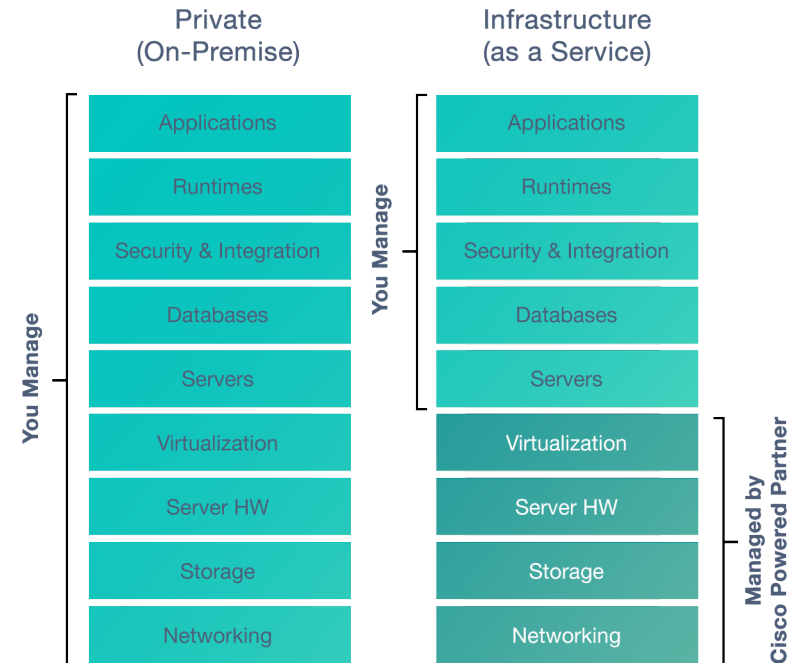 Private
(On-Premise)
You Manage
Applications
Runtimes
Security & Integration
Databases
Servers
Virtualization
Server HW
Storage
Networking
Infrastructure
(as a Service)
You Manage
Applications
Runtimes
Security & Integration
Databases
Servers
Virtualization
Server HW
Storage
Networking
Managed by
Cisco Powered Partner